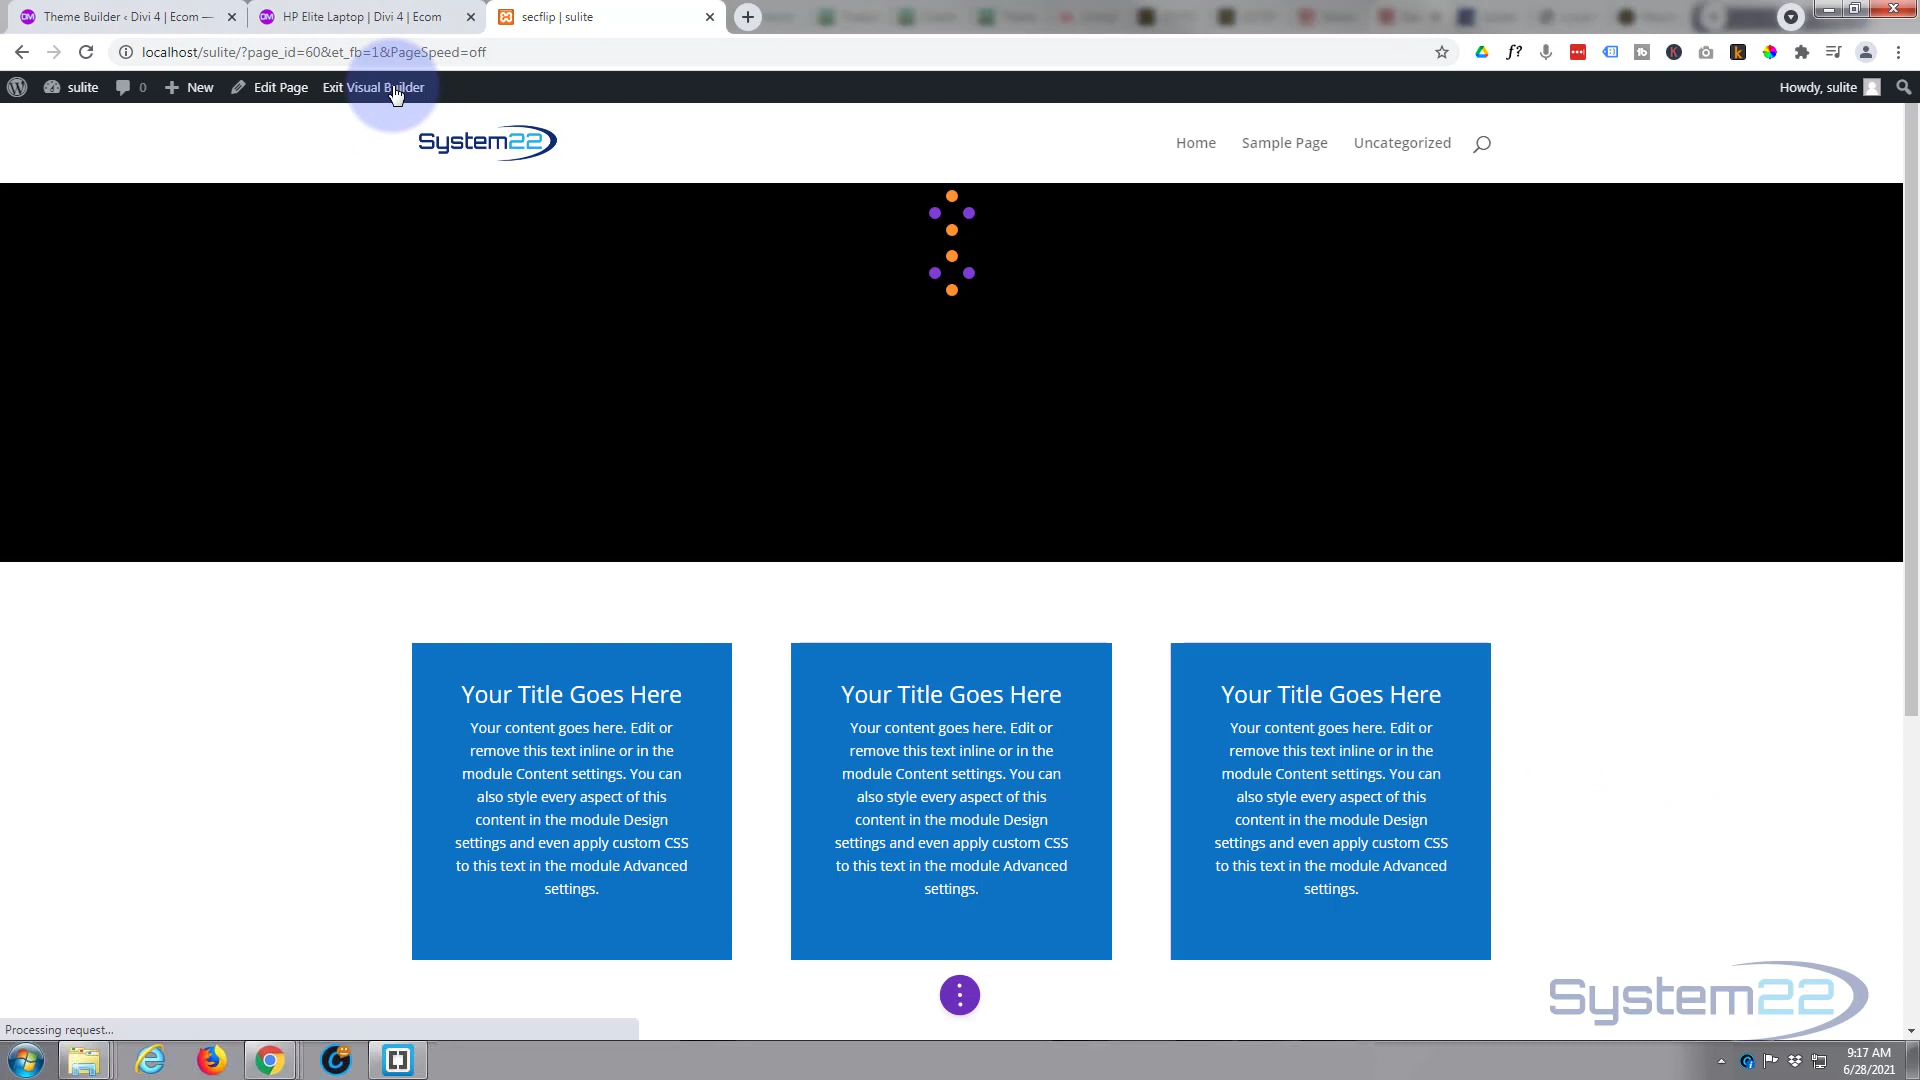 Theme Builder ‹ Divi 4 | Ecom —
HP Elite Laptop | Divi 4 | Ecom
secflip | sulite
localhost/sulite/?page_id=60&et_fb=1&PageSpeed=off
sulite
0
New
Edit Page
Exit Visual Builder
Howdy, sulite
System22
Home
Sample Page
Uncategorized
Your Title Goes Here
Your content goes here. Edit or
remove this text inline or in the
module Content settings. You can
also style every aspect of this
content in the module Design
settings and even apply custom CSS
to this text in the module Advanced
settings.
Your Title Goes Here
Your content goes here. Edit or
remove this text inline or in the
module Content settings. You can
also style every aspect of this
content in the module Design
settings and even apply custom CSS
to this text in the module Advanced
settings.
Your Title Goes Here
Your content goes here. Edit or
remove this text inline or in the
module Content settings. You can
also style every aspect of this
content in the module Design
settings and even apply custom CSS
to this text in the module Advanced
settings.
System22
Processing request...
9:17 AM
6/28/2021